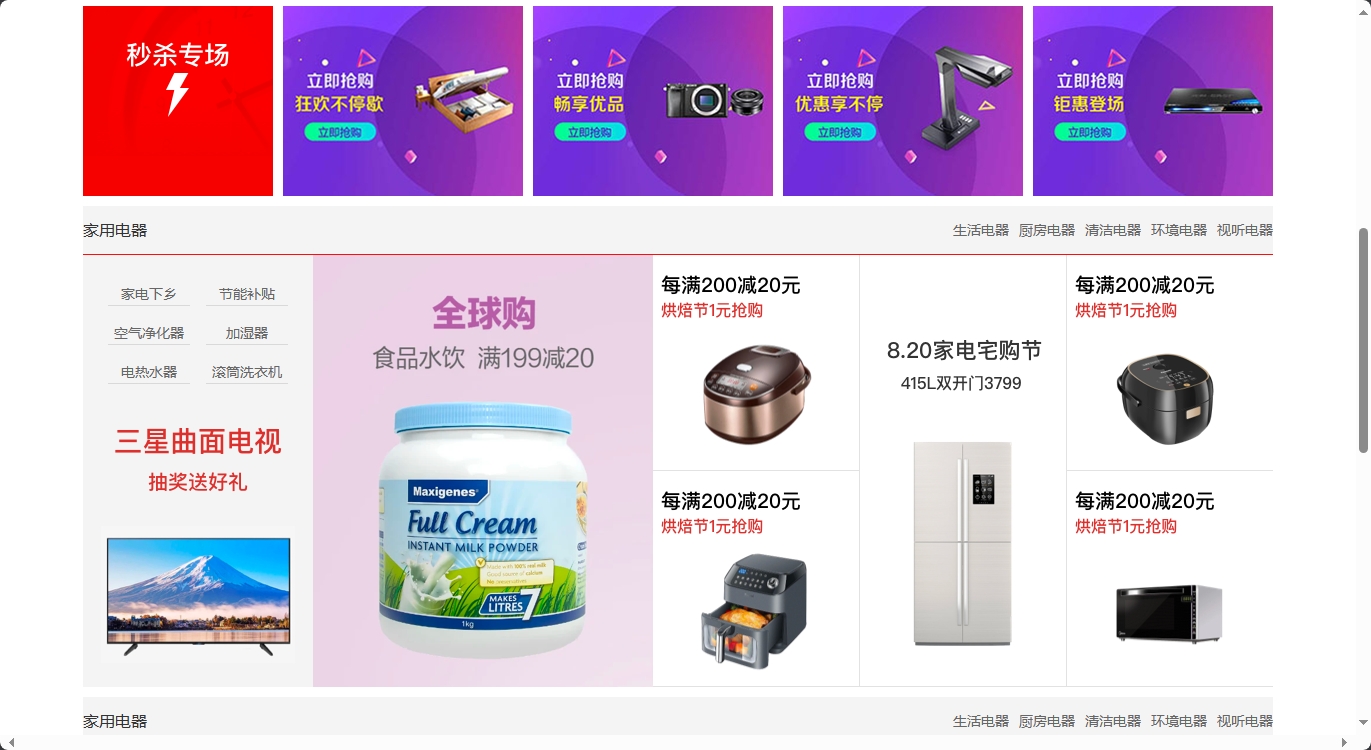 秒杀专场
立即抢购
狂欢不停歇
立即抢购
立即抢购
畅享优品
立即抢购
立即抢购
优惠享不停
立即抢购
立即抢购
钜惠登场
立即抢购
家用电器
生活电器 厨房电器 清洁电器 环境电器 视听电器
家电下乡 节能补贴
空气净化器 加湿器
电热水器 滚筒洗衣机
三星曲面电视
抽奖送好礼
全球购
食品水饮 满199减20
Maxigenes
Full Cream
INSTANT MILK POWDER
Made with 100% real milk
Good source of calcium
No preservatives
MAKES
LITRES 7
1kg
每满200减20元
烘焙节1元抢购
每满200减20元
烘焙节1元抢购
8.20家电宅购节
415L双开门3799
每满200减20元
烘焙节1元抢购
每满200减20元
烘焙节1元抢购
家用电器
生活电器 厨房电器 清洁电器 环境电器 视听电器